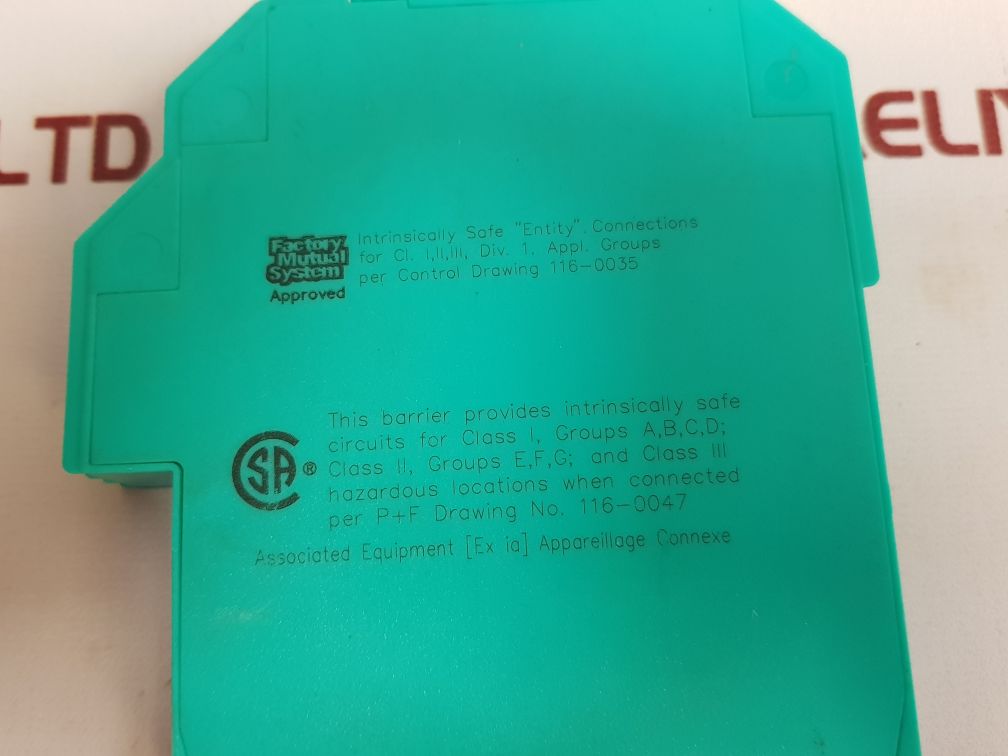 LTD
ELIV
Factory
Mutual
System
Approved
Intrinsically Safe "Entity". Connections
for Cl. I,II,III, Div. 1, Appl. Groups
per Control Drawing 116-0035
CSA ®
This barrier provides intrinsically safe
circuits for Class I, Groups A,B,C,D;
Class II, Groups E,F,G; and Class III
hazardous locations when connected
per P+F Drawing No. 116-0047
Associated Equipment [Ex ia] Appareillage Connexe